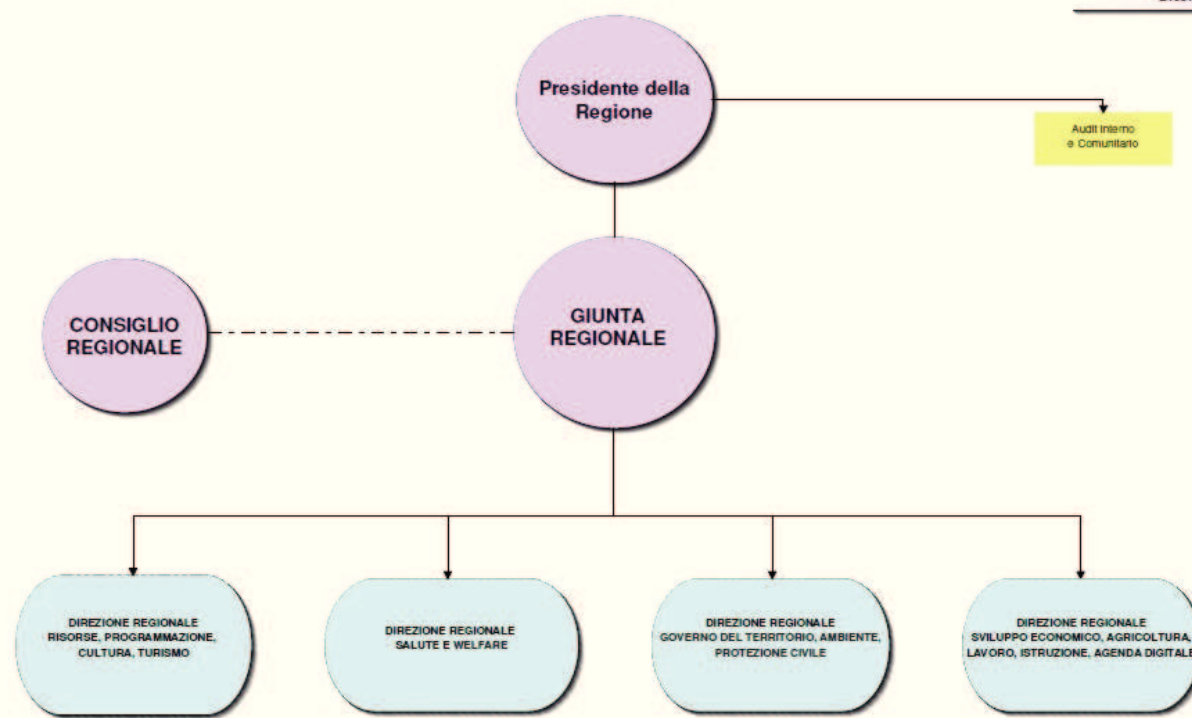 Presidente della
Regione
Audit Interno
e Comunitario
CONSIGLIO
REGIONALE
GIUNTA
REGIONALE
DIREZIONE REGIONALE
RISORSE, PROGRAMMAZIONE,
CULTURA, TURISMO
DIREZIONE REGIONALE
SALUTE E WELFARE
DIREZIONE REGIONALE
GOVERNO DEL TERRITORIO, AMBIENTE,
PROTEZIONE CIVILE
DIREZIONE REGIONALE
SVILUPPO ECONOMICO, AGRICOLTURA,
LAVORO, ISTRUZIONE, AGENDA DIGITALE